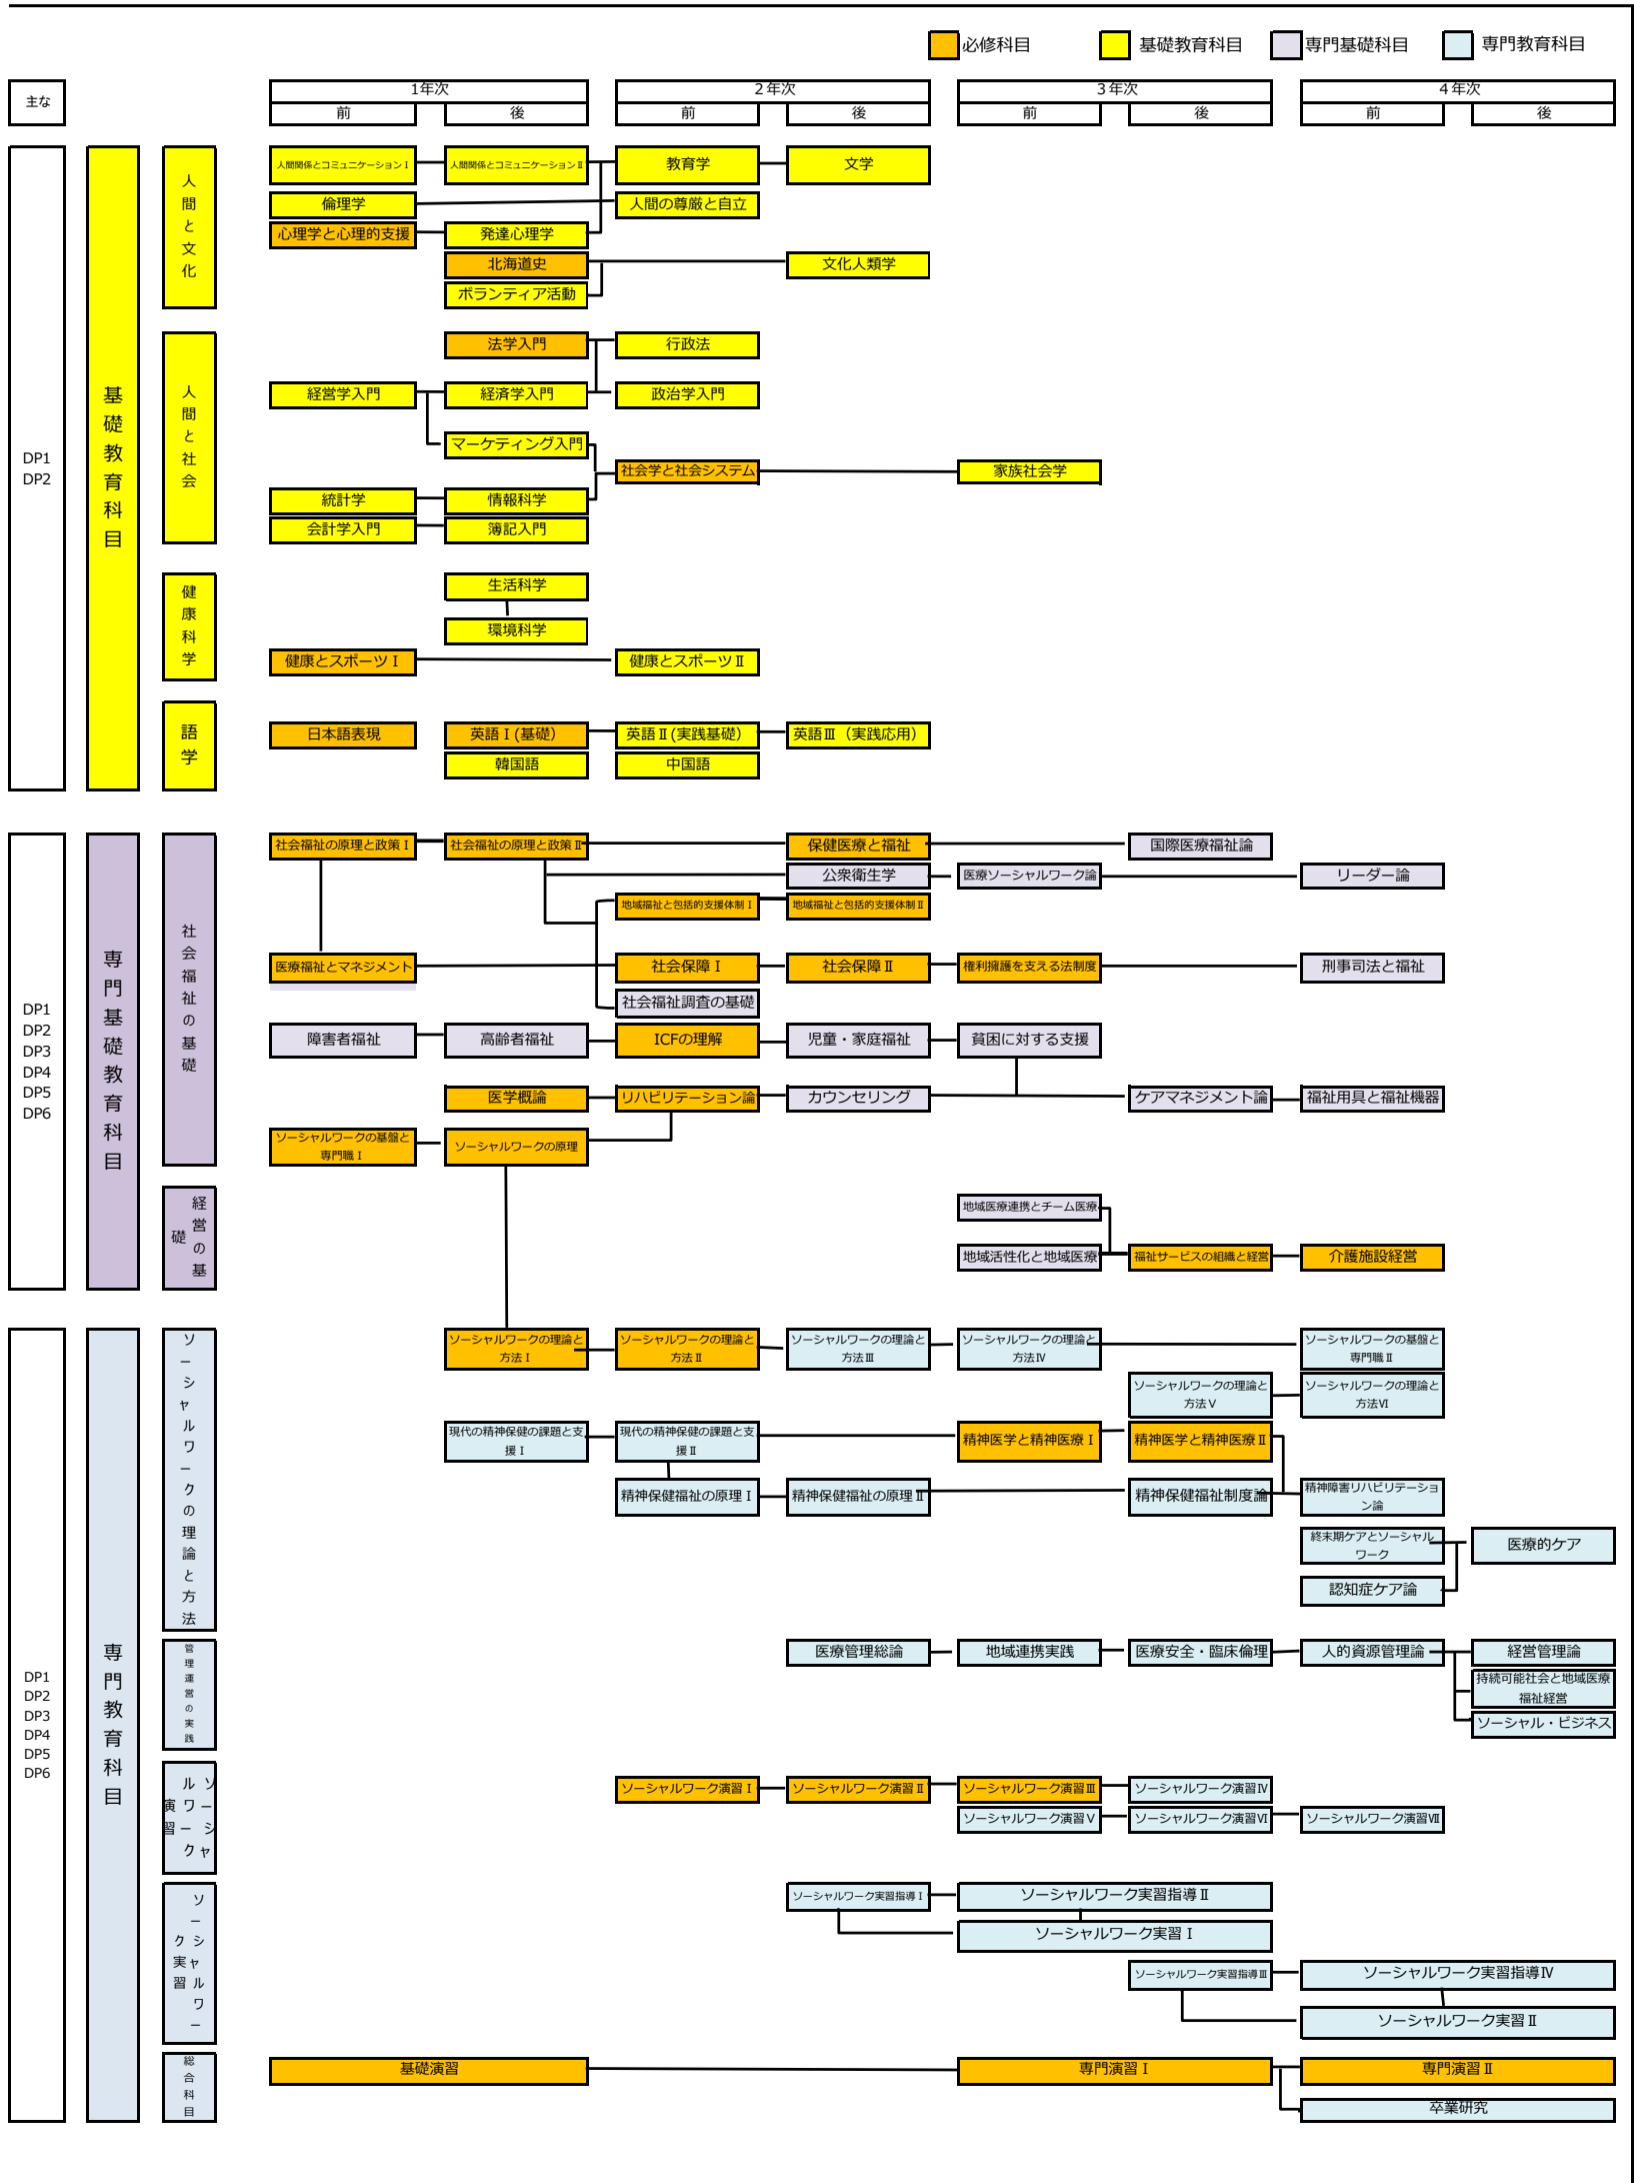 必修科目 基礎教育科目 専門基礎科目 専門教育科目
主な 1年次 2年次 3年次 4年次
前 後 前 後 前 後 前 後
DP1
DP2
基礎教育科目
人間と文化
人間関係とコミュニケーションⅠ 人間関係とコミュニケーションⅡ 教育学 文学
倫理学 人間の尊厳と自立
心理学と心理的支援 発達心理学
北海道史 文化人類学
ボランティア活動
人間と社会
法学入門 行政法
経営学入門 経済学入門 政治学入門
マーケティング入門
社会学と社会システム 家族社会学
統計学 情報科学
会計学入門 簿記入門
健康科学
生活科学
環境科学
健康とスポーツⅠ 健康とスポーツⅡ
語学
日本語表現 英語Ⅰ(基礎） 英語Ⅱ(実践基礎） 英語Ⅲ（実践応用）
韓国語 中国語
DP1
DP2
DP3
DP4
DP5
DP6
専門基礎教育科目
社会福祉の基礎
社会福祉の原理と政策Ⅰ 社会福祉の原理と政策Ⅱ 保健医療と福祉 国際医療福祉論
公衆衛生学 医療ソーシャルワーク論 リーダー論
地域福祉と包括的支援体制Ⅰ 地域福祉と包括的支援体制Ⅱ
医療福祉とマネジメント 社会保障Ⅰ 社会保障Ⅱ 権利擁護を支える法制度 刑事司法と福祉
社会福祉調査の基礎
障害者福祉 高齢者福祉 ICFの理解 児童・家庭福祉 貧困に対する支援
医学概論 リハビリテーション論 カウンセリング ケアマネジメント論 福祉用具と福祉機器
ソーシャルワークの基盤と
専門職Ⅰ
ソーシャルワークの原理
経営の基
礎
地域医療連携とチーム医療
地域活性化と地域医療 福祉サービスの組織と経営 介護施設経営
DP1
DP2
DP3
DP4
DP5
DP6
専門教育科目
ソーシャルワークの理論と方法
ソーシャルワークの理論と
方法Ⅰ
ソーシャルワークの理論と
方法Ⅱ
ソーシャルワークの理論と
方法Ⅲ
ソーシャルワークの理論と
方法Ⅳ
ソーシャルワークの基盤と
専門職Ⅱ
ソーシャルワークの理論と
方法Ⅴ
ソーシャルワークの理論と
方法Ⅵ
現代の精神保健の課題と支
援Ⅰ
現代の精神保健の課題と支
援Ⅱ
精神医学と精神医療Ⅰ 精神医学と精神医療Ⅱ
精神保健福祉の原理Ⅰ 精神保健福祉の原理Ⅱ 精神保健福祉制度論
精神障害リハビリテーショ
ン論
終末期ケアとソーシャル
ワーク
医療的ケア
認知症ケア論
管理運営の実践
医療管理総論 地域連携実践 医療安全・臨床倫理 人的資源管理論 経営管理論
持続可能社会と地域医療
福祉経営
ソーシャル・ビジネス
ソーシャ
ルワーク
演習
ソーシャルワーク演習Ⅰ ソーシャルワーク演習Ⅱ ソーシャルワーク演習Ⅲ ソーシャルワーク演習Ⅳ
ソーシャルワーク演習Ⅴ ソーシャルワーク演習Ⅵ ソーシャルワーク演習Ⅶ
ソーシャルワー
ク実習
ソーシャルワーク実習指導Ⅰ ソーシャルワーク実習指導Ⅱ
ソーシャルワーク実習Ⅰ
ソーシャルワーク実習指導Ⅲ ソーシャルワーク実習指導Ⅳ
ソーシャルワーク実習Ⅱ
総合科目
基礎演習 専門演習Ⅰ 専門演習Ⅱ
卒業研究